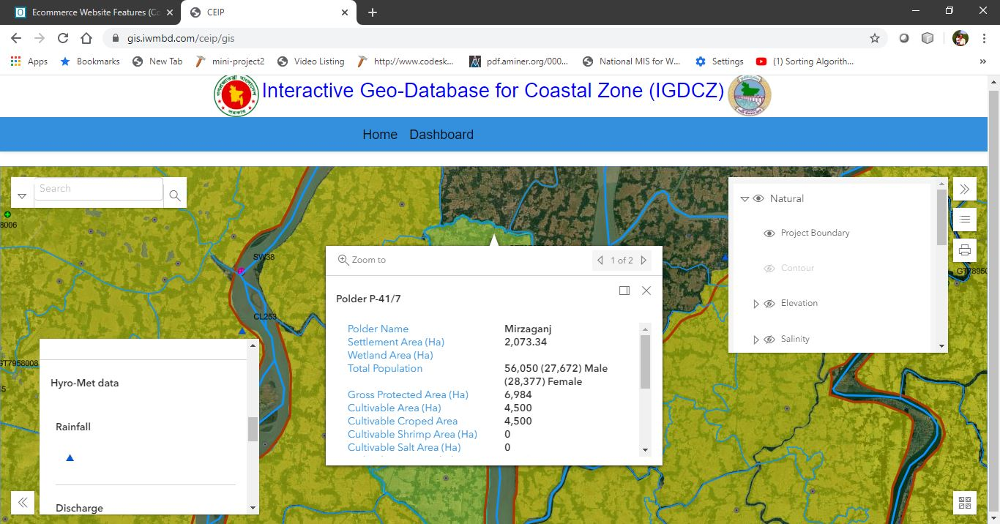 Ecommerce Website Features (Co
CEIP
gis.iwmbd.com/ceip/gis
Apps
Bookmarks
New Tab
mini-project2
Video Listing
http://www.codesk...
pdf.aminer.org/000...
National MIS for W...
Settings
(1) Sorting Algorith...
Interactive Geo-Database for Coastal Zone (IGDCZ)
Home Dashboard
Search
8006
SW38
CL253
GT7958008
GT78950
Natural
Project Boundary
Contour
Elevation
Salinity
Zoom to
1 of 2
Polder P-41/7
Polder Name Mirzaganj
Settlement Area (Ha) 2,073.34
Wetland Area (Ha)
Total Population 56,050 (27,672) Male
(28,377) Female
Gross Protected Area (Ha) 6,984
Cultivable Area (Ha) 4,500
Cultivable Croped Area 4,500
Cultivable Shrimp Area (Ha) 0
Cultivable Salt Area (Ha) 0
Hyro-Met data
Rainfall
Discharge